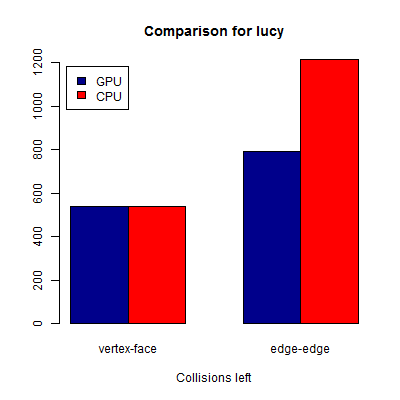 Comparison for lucy
GPU
CPU
1200
1000
800
600
400
200
0
vertex-face
edge-edge
Collisions left